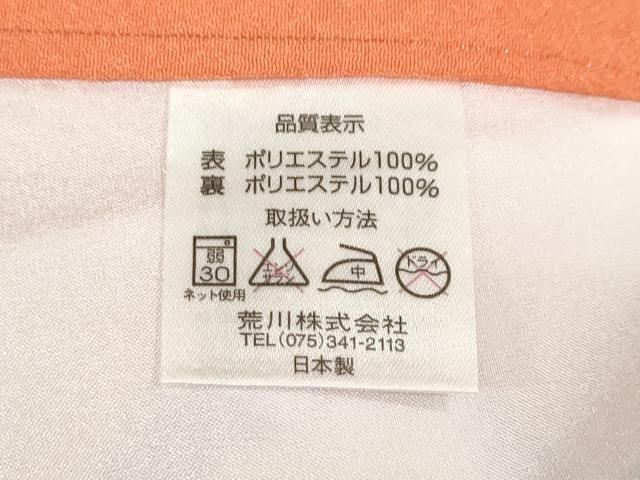 品質表示
表 ポリエステル100%
裏 ポリエステル100%
取扱い方法
弱
30
エンソ
サラシ
中
ドライ
ネット使用
荒川株式会社
TEL(075)341-2113
日本製